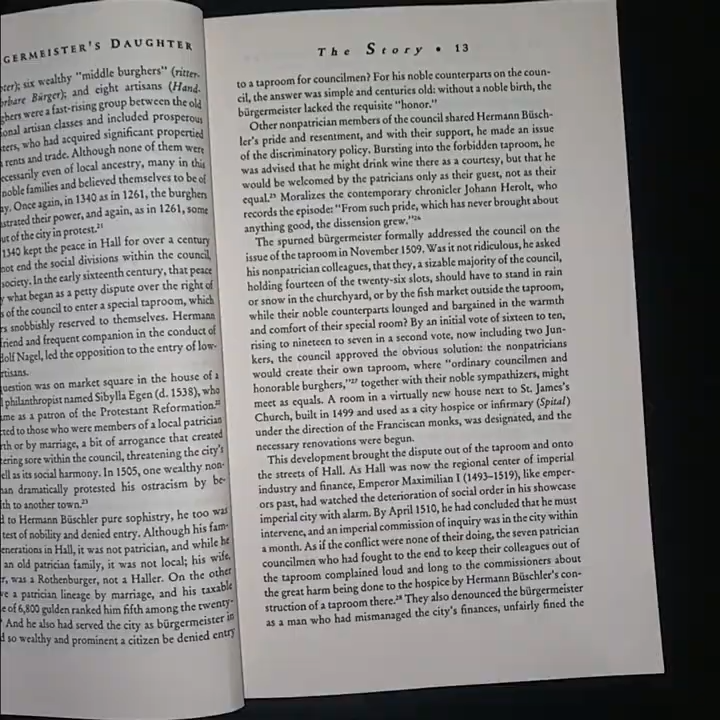 GERMEISTER'S DAUGHTER
six wealthy "middle burghers" (ritter-
Bürger); and eight artisans (Hand-
were a fast-rising group between the old
artisan classes and included prosperous
who had acquired significant propertied
rents and trade. Although none of them were
even of local ancestry, many in this
noble families and believed themselves to be of
Once again, in 1340 as in 1261, the burghers
their power, and again, as in 1261, some
out of the city in protest.21
1340 kept the peace in Hall for over a century
not end the social divisions within the council,
society. In the early sixteenth century, that peace
what began as a petty dispute over the right of
of the council to enter a special taproom, which
snobbishly reserved to themselves. Hermann
friend and frequent companion in the conduct of
Nagel, led the opposition to the entry of low-
question was on market square in the house of a
philanthropist named Sibylla Egen (d. 1538), who
as a patron of the Protestant Reformation.22
to those who were members of a local patrician
or by marriage, a bit of arrogance that created
sore within the council, threatening the city's
as its social harmony. In 1505, one wealthy non-
dramatically protested his ostracism by be-
to another town.23
to Hermann Büschler pure sophistry, he too was
test of nobility and denied entry. Although his fam-
in Hall, it was not patrician, and while he
an old patrician family, it was not local; his wife,
was a Rothenburger, not a Haller. On the other
a patrician lineage by marriage, and his taxable
of 6,800 gulden ranked him fifth among the twenty-
And he also had served the city as bürgermeister in
so wealthy and prominent a citizen be denied entry
The Story • 13
to a taproom for councilmen? For his noble counterparts on the coun-
cil, the answer was simple and centuries old: without a noble birth, the
bürgermeister lacked the requisite "honor."
Other nonpatrician members of the council shared Hermann Büsch-
ler's pride and resentment, and with their support, he made an issue
of the discriminatory policy. Bursting into the forbidden taproom, he
was advised that he might drink wine there as a courtesy, but that he
would be welcomed by the patricians only as their guest, not as their
equal.25 Moralizes the contemporary chronicler Johann Herolt, who
records the episode: "From such pride, which has never brought about
anything good, the dissension grew."26
The spurned bürgermeister formally addressed the council on the
issue of the taproom in November 1509. Was it not ridiculous, he asked
his nonpatrician colleagues, that they, a sizable majority of the council,
holding fourteen of the twenty-six slots, should have to stand in rain
or snow in the churchyard, or by the fish market outside the taproom,
while their noble counterparts lounged and bargained in the warmth
and comfort of their special room? By an initial vote of sixteen to ten,
rising to nineteen to seven in a second vote, now including two Jun-
kers, the council approved the obvious solution: the nonpatricians
would create their own taproom, where "ordinary councilmen and
honorable burghers,"27 together with their noble sympathizers, might
meet as equals. A room in a virtually new house next to St. James's
Church, built in 1499 and used as a city hospice or infirmary (Spital)
under the direction of the Franciscan monks, was designated, and the
necessary renovations were begun.
This development brought the dispute out of the taproom and onto
the streets of Hall. As Hall was now the regional center of imperial
industry and finance, Emperor Maximilian I (1493–1519), like emper-
ors past, had watched the deterioration of social order in his showcase
imperial city with alarm. By April 1510, he had concluded that he must
intervene, and an imperial commission of inquiry was in the city within
a month. As if the conflict were none of their doing, the seven patrician
councilmen who had fought to the end to keep their colleagues out of
the taproom complained loud and long to the commissioners about
the great harm being done to the hospice by Hermann Büschler's con-
struction of a taproom there.28 They also denounced the bürgermeister
as a man who had mismanaged the city's finances, unfairly fined the